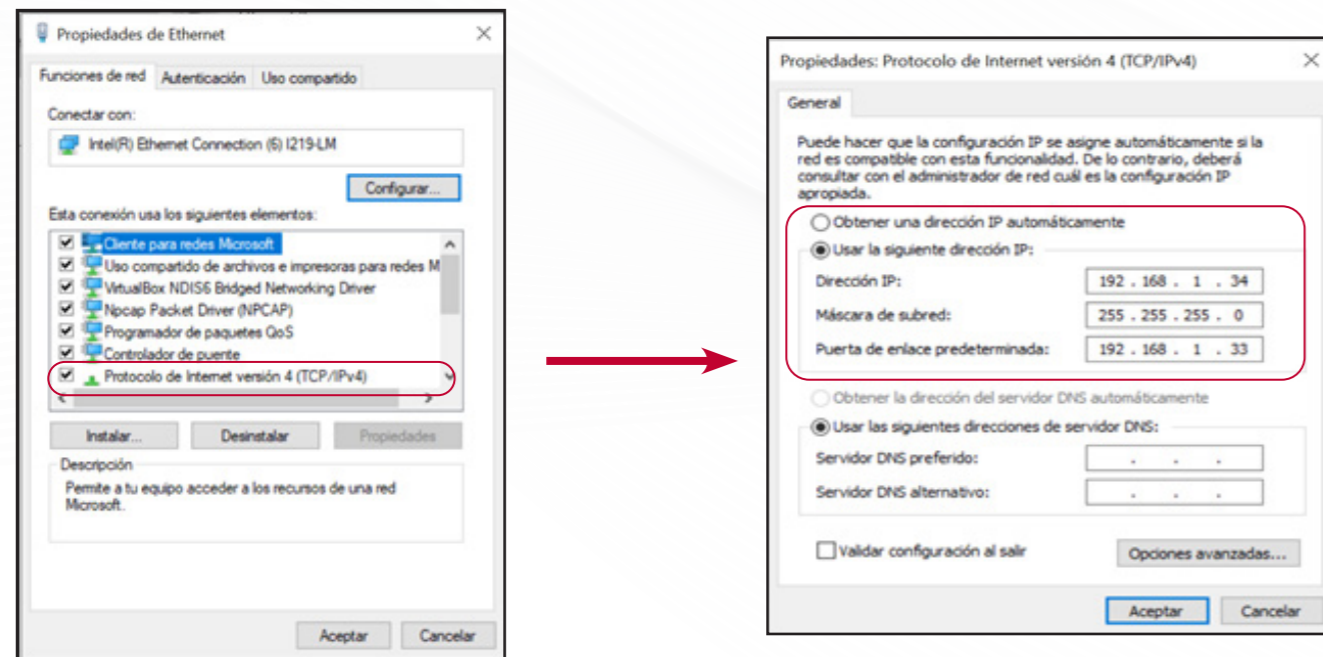 Propiedades de Ethernet
Funciones de red Autenticación Uso compartido
Conectar con:
Intel(R) Ethernet Connection (6) I219-LM
Configurar...
Esta conexión usa los siguientes elementos:
Cliente para redes Microsoft
Uso compartido de archivos e impresoras para redes M
VirtualBox NDIS6 Bridged Networking Driver
Npcap Packet Driver (NPCAP)
Programador de paquetes QoS
Controlador de puente
Protocolo de Internet versión 4 (TCP/IPv4)
Instalar... Desinstalar Propiedades
Descripción
Permite a tu equipo acceder a los recursos de una red
Microsoft.
Aceptar Cancelar
Propiedades: Protocolo de Internet versión 4 (TCP/IPv4)
General
Puede hacer que la configuración IP se asigne automáticamente si la
red es compatible con esta funcionalidad. De lo contrario, deberá
consultar con el administrador de red cuál es la configuración IP
apropiada.
Obtener una dirección IP automáticamente
Usar la siguiente dirección IP:
Dirección IP: 192 . 168 . 1 . 34
Máscara de subred: 255 . 255 . 255 . 0
Puerta de enlace predeterminada: 192 . 168 . 1 . 33
Obtener la dirección del servidor DNS automáticamente
Usar las siguientes direcciones de servidor DNS:
Servidor DNS preferido: . . .
Servidor DNS alternativo: . . .
Validar configuración al salir Opciones avanzadas...
Aceptar Cancelar